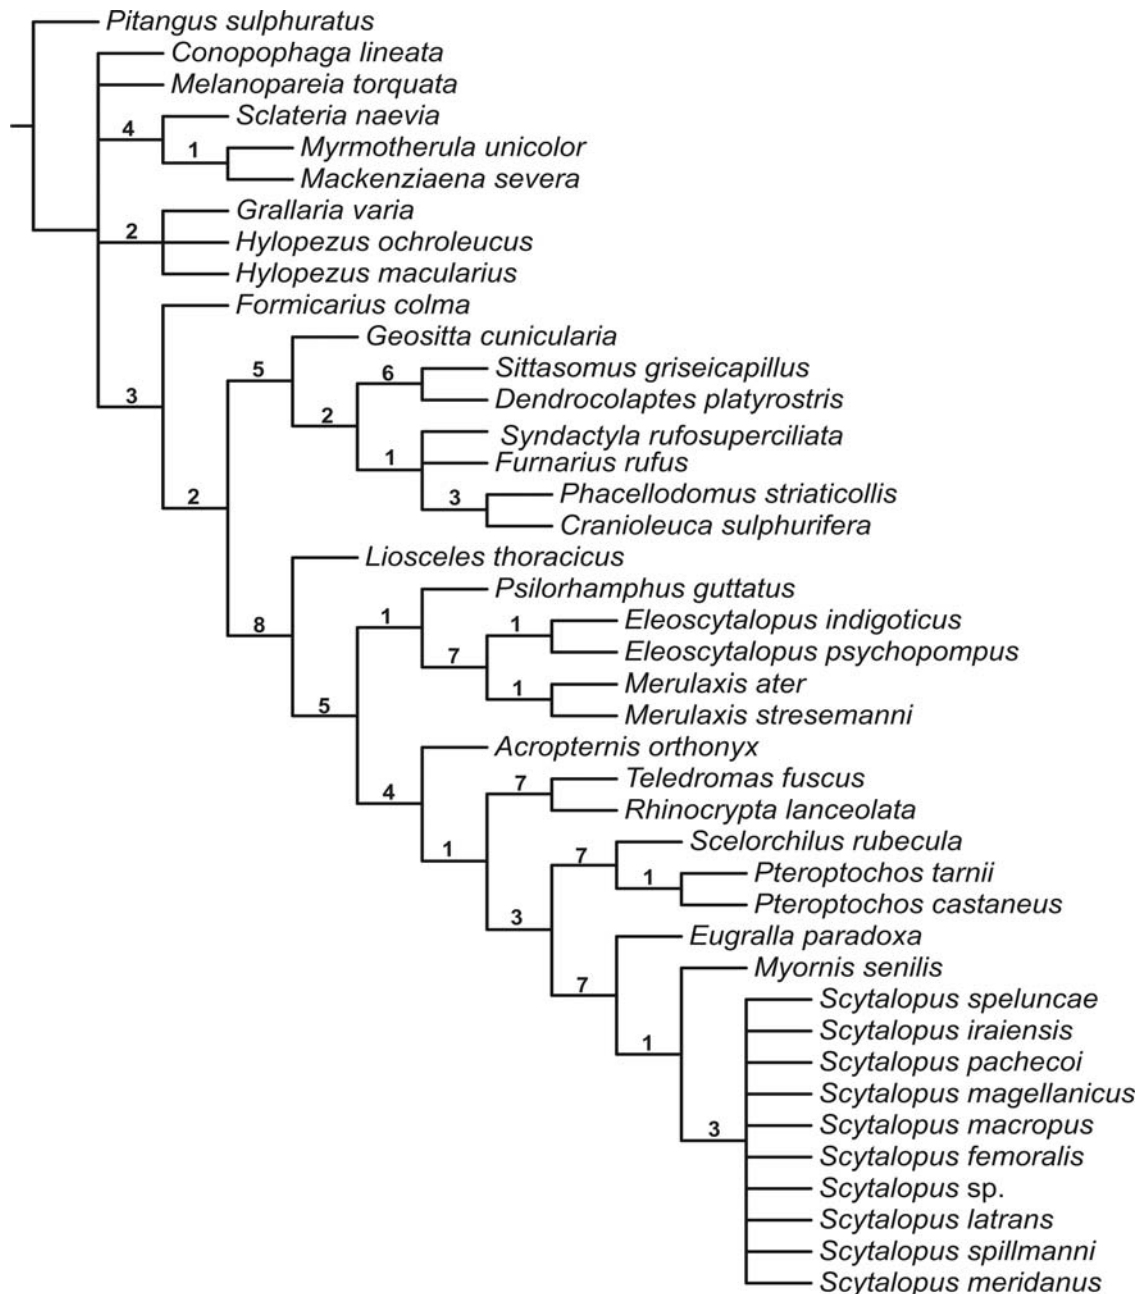 Pitangus sulphuratus
Conopophaga lineata
Melanopareia torquata
Sclateria naevia
4
Myrmotherula unicolor
1
Mackenziaena severa
Grallaria varia
2
Hylopezus ochroleucus
Hylopezus macularius
Formicarius colma
Geositta cunicularia
5
Sittasomus griseicapillus
6
3
Dendrocolaptes platyrostris
2
Syndactyla rufosuperciliata
1
Furnarius rufus
Phacellodomus striaticollis
3
2
Cranioleuca sulphurifera
Liosceles thoracicus
Psilorhamphus guttatus
1
8
Eleoscytalopus indigoticus
1
Eleoscytalopus psychopompus
7
Merulaxis ater
1
5
Merulaxis stresemanni
Acropternis orthonyx
Teledromas fuscus
7
4
Rhinocrypta lanceolata
Scelorchilus rubecula
1
7
Pteroptochos tarnii
1
Pteroptochos castaneus
3
Eugralla paradoxa
Myornis senilis
7
Scytalopus speluncae
Scytalopus iraiensis
1
Scytalopus pachecoi
Scytalopus magellanicus
Scytalopus macropus
3
Scytalopus femoralis
Scytalopus sp.
Scytalopus latrans
Scytalopus spillmanni
Scytalopus meridanus